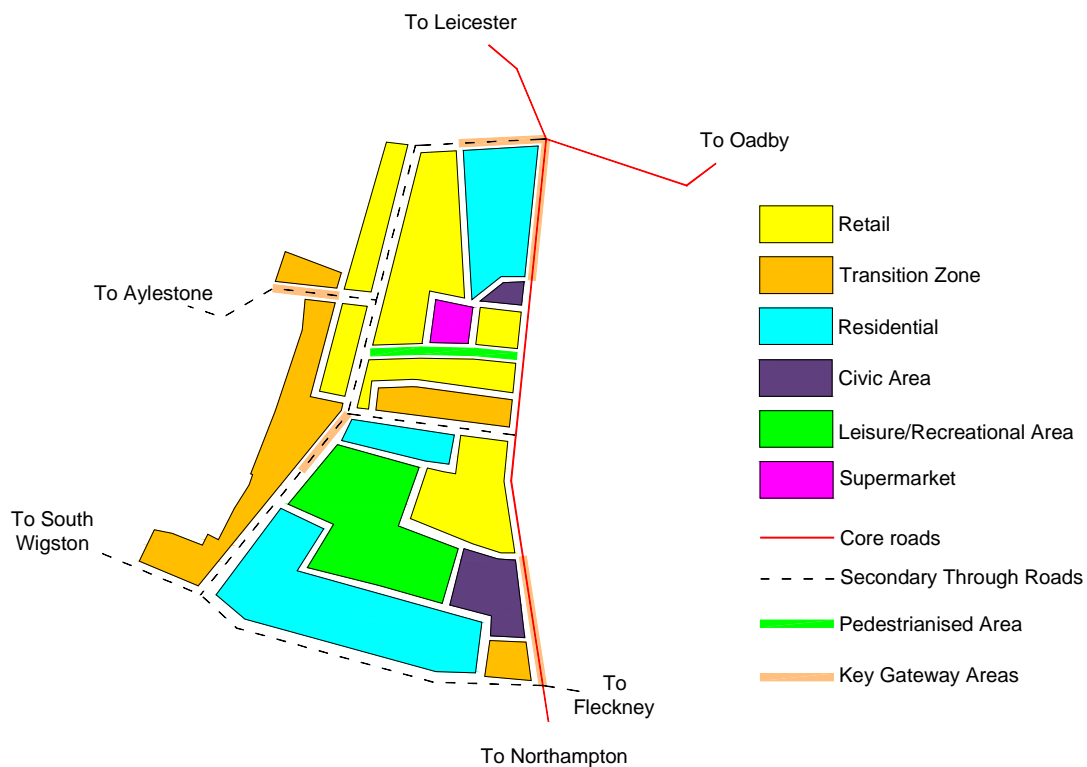 To Leicester
To Oadby
To Aylestone
To South
Wigston
To
Fleckney
To Northampton
Retail
Transition Zone
Residential
Civic Area
Leisure/Recreational Area
Supermarket
Core roads
Secondary Through Roads
Pedestrianised Area
Key Gateway Areas